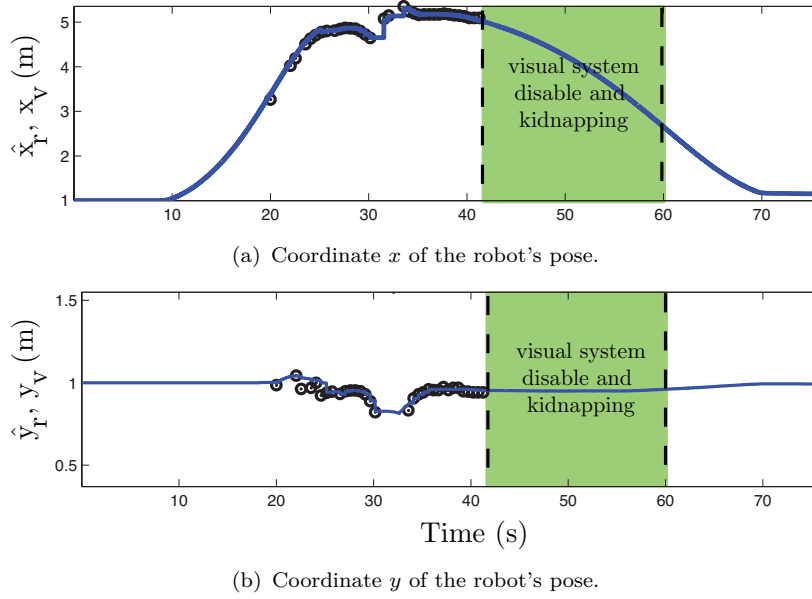 5
4
3
2
1
x̂r, xv (m)
visual system
disable and
kidnapping
10 20 30 40 50 60 70
(a) Coordinate x of the robot's pose.
1.5
1
0.5
ŷr, yv (m)
visual system
disable and
kidnapping
10 20 30 40 50 60 70
Time (s)
(b) Coordinate y of the robot's pose.